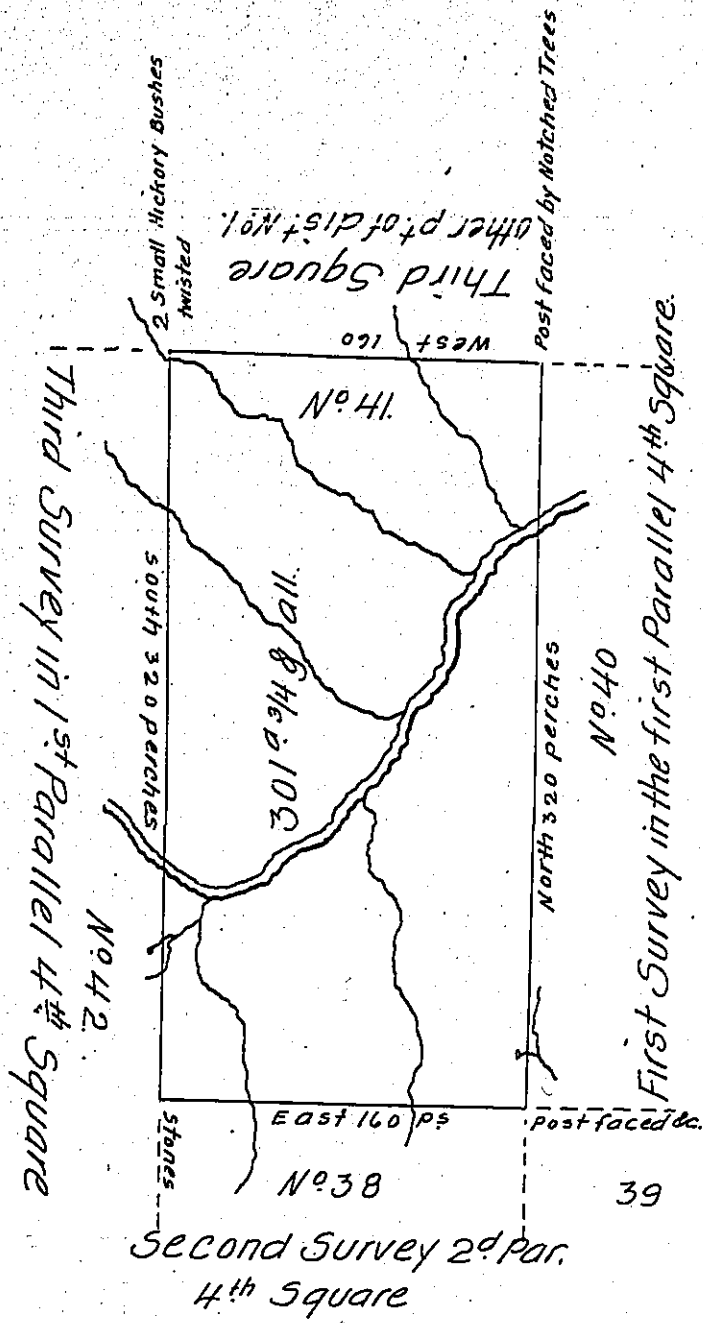 2 Small Hickory Bushes
twisted
Third Square
other pt of dist No 1.
Post faced by Notched Trees
West 160
No 41.
301 a 3/4 & all.
South 320 perches
North 320 perches
No 40
First Survey in the first Parallel 4th Square.
No 42.
Third Survey in 1st Parallel 4th Square
Stones
East 160 ps
Post faced &c.
No 38
39
Second Survey 2d Par.
4th Square